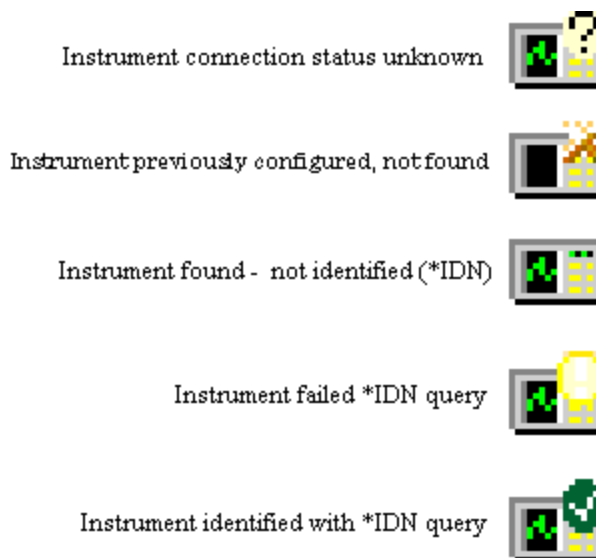 Instrument connection status unknown
Instrument previously configured, not found
Instrument found - not identified (*IDN)
Instrument failed *IDN query
Instrument identified with *IDN query